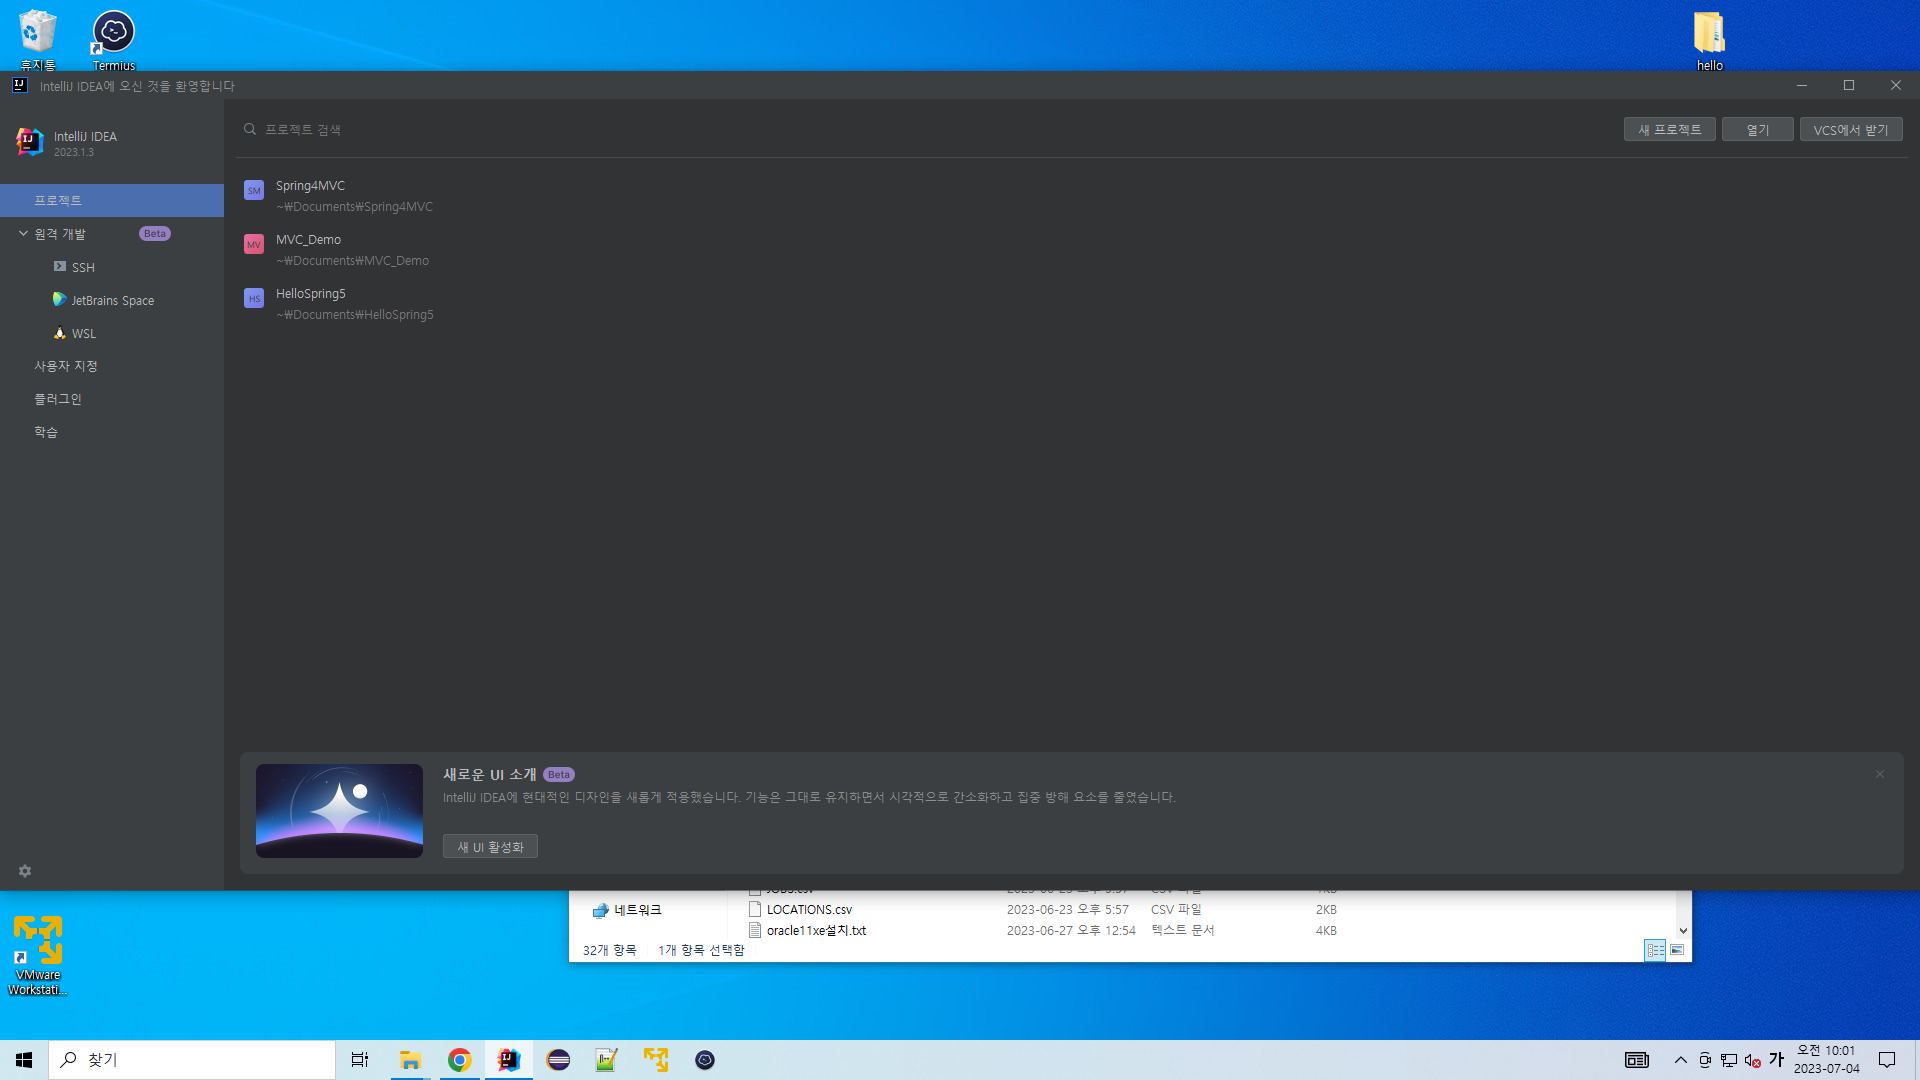 휴지통
Termius
hello
IntelliJ IDEA에 오신 것을 환영합니다
IntelliJ IDEA
2023.1.3
프로젝트 검색
새 프로젝트
열기
VCS에서 받기
프로젝트
원격 개발 Beta
SSH
JetBrains Space
WSL
사용자 지정
플러그인
학습
SM Spring4MVC
~₩Documents₩Spring4MVC
MV MVC_Demo
~₩Documents₩MVC_Demo
HS HelloSpring5
~₩Documents₩HelloSpring5
새로운 UI 소개 Beta
IntelliJ IDEA에 현대적인 디자인을 새롭게 적용했습니다. 기능은 그대로 유지하면서 시각적으로 간소화하고 집중 방해 요소를 줄였습니다.
새 UI 활성화
네트워크
LOCATIONS.csv 2023-06-23 오후 5:57 CSV 파일 2KB
oracle11xe설치.txt 2023-06-27 오후 12:54 텍스트 문서 4KB
32개 항목 1개 항목 선택함
VMware
Workstati...
찾기
가
오전 10:01
2023-07-04